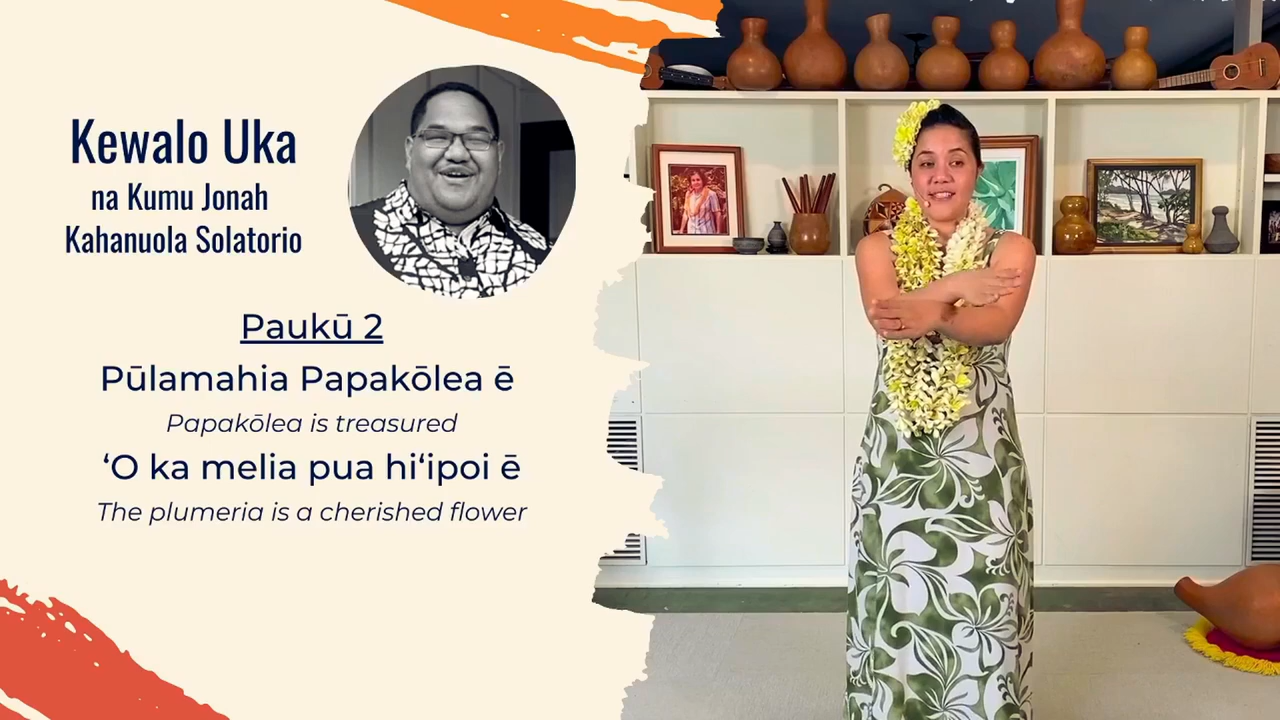 Kewalo Uka
na Kumu Jonah
Kahanuola Solatorio
Paukū 2
Pūlamahia Papakōlea ē
Papakōlea is treasured
ʻO ka melia pua hiʻipoi ē
The plumeria is a cherished flower